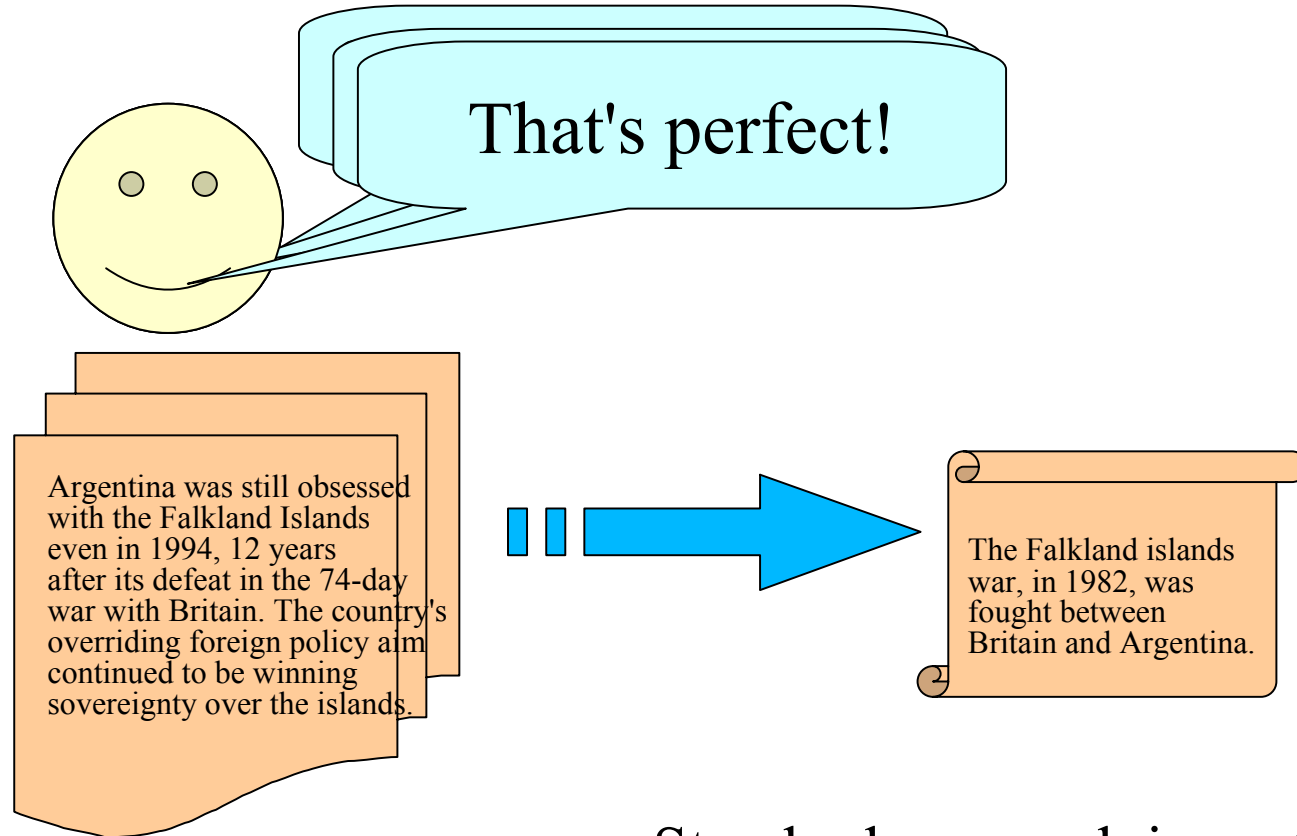 That's perfect!
Argentina was still obsessed
with the Falkland Islands
even in 1994, 12 years
after its defeat in the 74-day
war with Britain. The country's
overriding foreign policy aim
continued to be winning
sovereignty over the islands.
The Falkland islands
war, in 1982, was
fought between
Britain and Argentina.